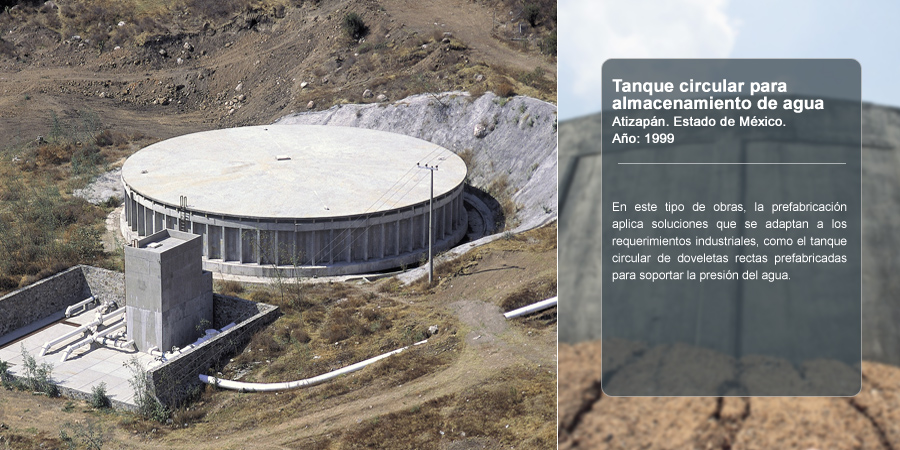 Tanque circular para
almacenamiento de agua
Atizapán. Estado de México.
Año: 1999
En este tipo de obras, la prefabricación
aplica soluciones que se adaptan a los
requerimientos industriales, como el tanque
circular de doveletas rectas prefabricadas
para soportar la presión del agua.